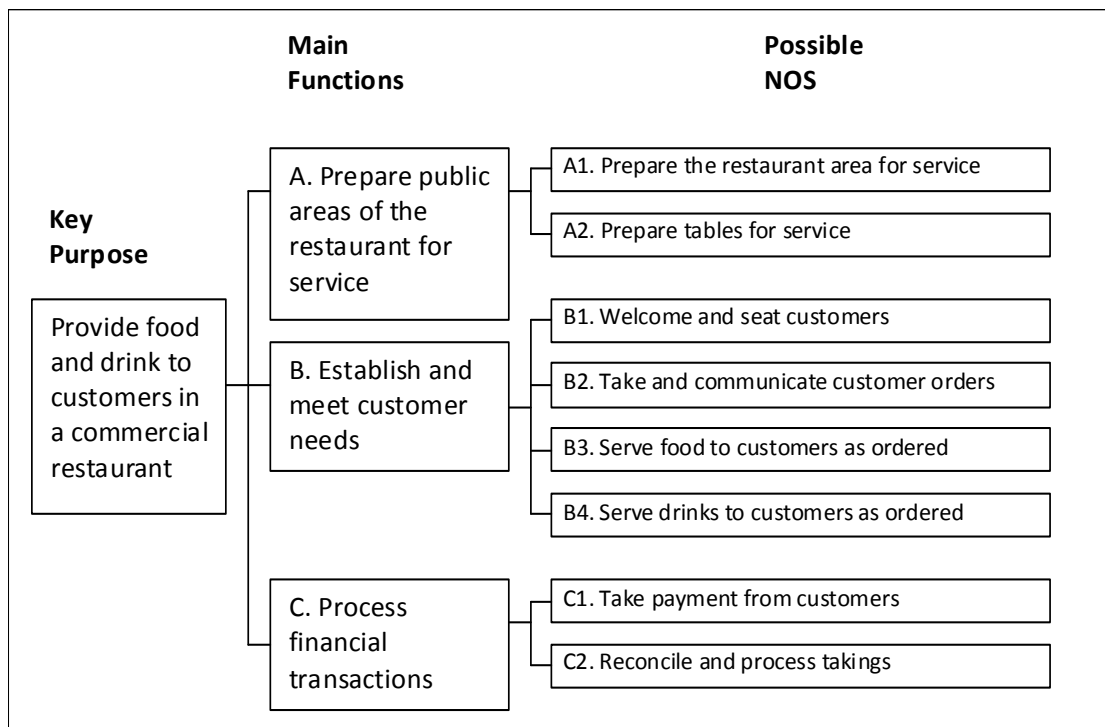 Main
Functions
Possible
NOS
Key
Purpose
Provide food
and drink to
customers in
a commercial
restaurant
A. Prepare public
areas of the
restaurant for
service
A1. Prepare the restaurant area for service
A2. Prepare tables for service
B. Establish and
meet customer
needs
B1. Welcome and seat customers
B2. Take and communicate customer orders
B3. Serve food to customers as ordered
B4. Serve drinks to customers as ordered
C. Process
financial
transactions
C1. Take payment from customers
C2. Reconcile and process takings